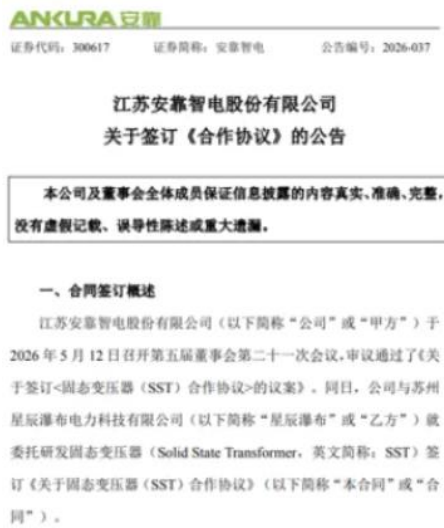 ANKURA 安靠
证券代码：300617 证券简称：安靠智电 公告编号：2026-037
江苏安靠智电股份有限公司
关于签订《合作协议》的公告
本公司及董事会全体成员保证信息披露的内容真实、准确、完整，
没有虚假记载、误导性陈述或重大遗漏。
一、合同签订概述
江苏安靠智电股份有限公司（以下简称“公司”或“甲方”）于
2026 年 5 月 12 日召开第五届董事会第二十一次会议，审议通过了《关
于签订<固态变压器（SST）合作协议>的议案》。同日，公司与苏州
星辰瀑布电力科技有限公司（以下简称“星辰瀑布”或“乙方”）就
委托研发固态变压器（Solid State Transformer，英文简称：SST）签
订《关于固态变压器（SST）合作协议》（以下简称“本合同”或“合
同”）。